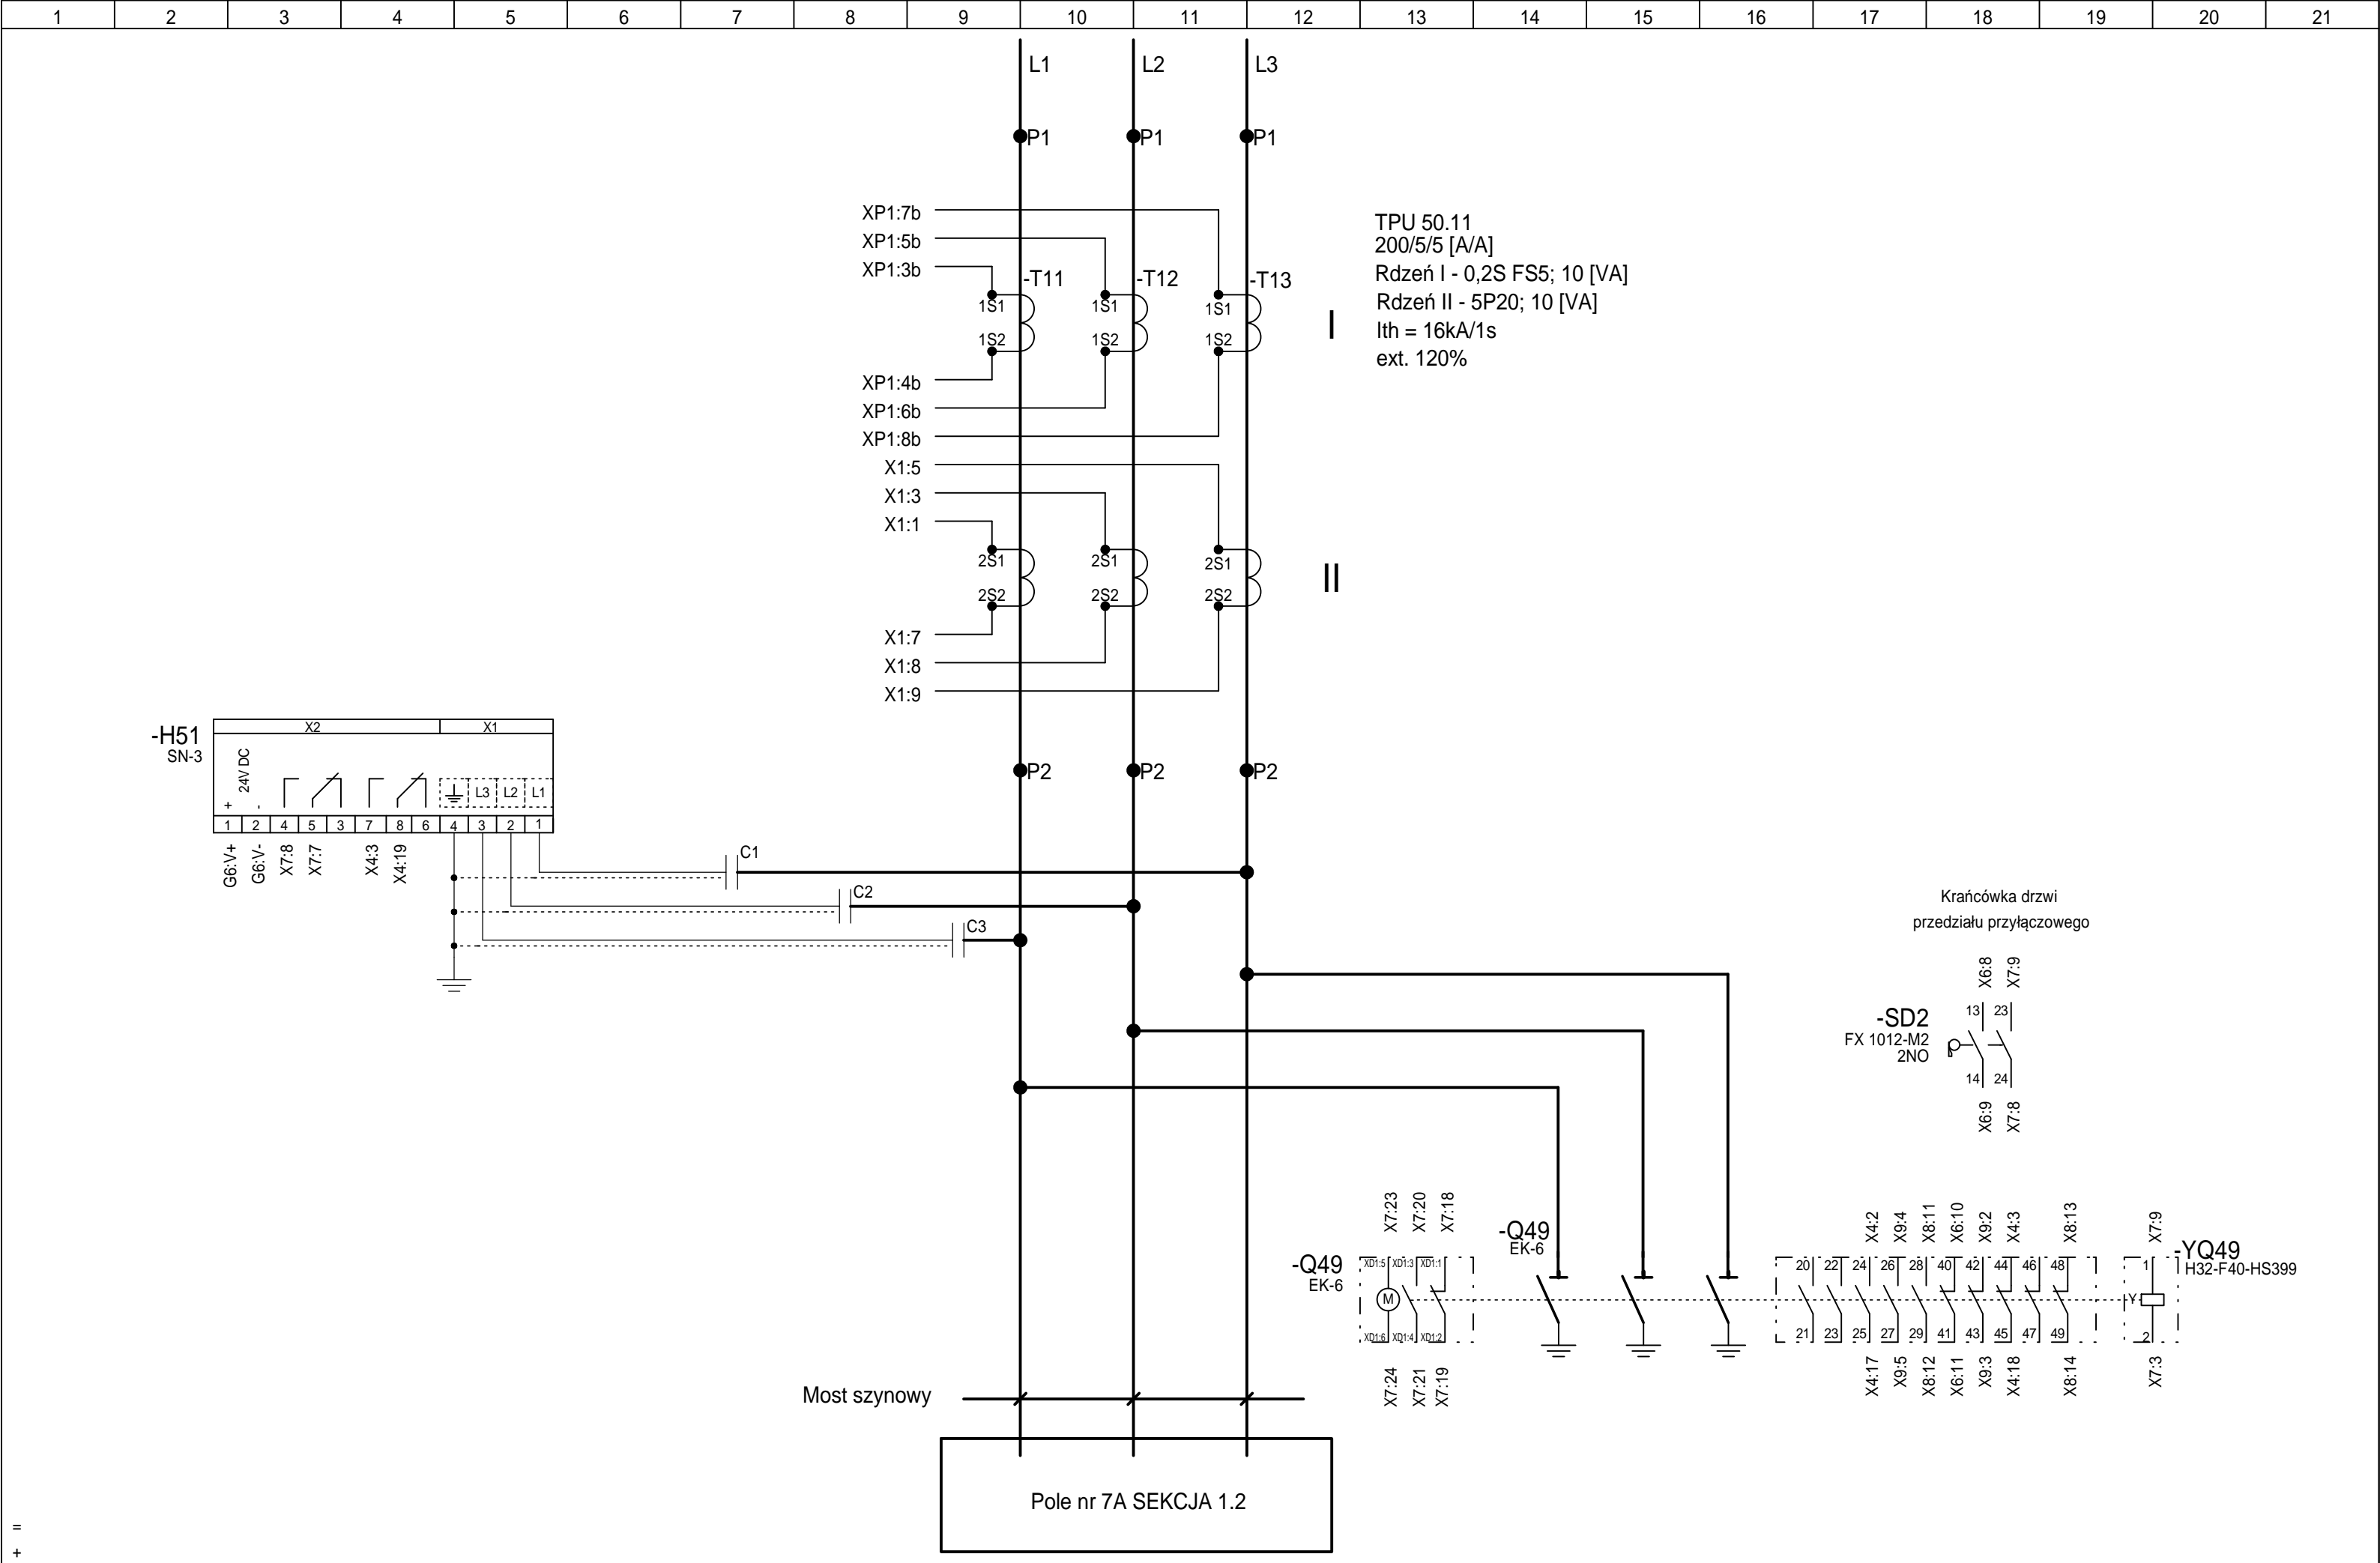 1 2 3 4 5 6 7 8 9 10 11 12 13 14 15 16 17 18 19 20 21
L1 L2 L3
P1 P1 P1
XP1:7b
XP1:5b
XP1:3b
-T11 -T12 -T13
1S1 1S1 1S1
1S2 1S2 1S2
I
XP1:4b
XP1:6b
XP1:8b
TPU 50.11
200/5/5 [A/A]
Rdzeń I - 0,2S FS5; 10 [VA]
Rdzeń II - 5P20; 10 [VA]
Ith = 16kA/1s
ext. 120%
X1:5
X1:3
X1:1
2S1 2S1 2S1
2S2 2S2 2S2
II
X1:7
X1:8
X1:9
P2 P2 P2
-H51
SN-3
X2 X1
24V DC
+ -
L3 L2 L1
1 2 4 5 3 7 8 6 4 3 2 1
G6:V+ G6:V- X7:8 X7:7 X4:3 X4:19
C1
C2
C3
Krańcówka drzwi
przedziału przyłączowego
X6:8 X7:9
13 23
-SD2
FX 1012-M2
2NO
14 24
X6:9 X7:8
X7:23 X7:20 X7:18
-Q49
EK-6
XD1:5 XD1:3 XD1:1
M
XD1:6 XD1:4 XD1:2
X7:24 X7:21 X7:19
-Q49
EK-6
X4:2 X9:4 X8:11 X6:10 X9:2 X4:3 X8:13
20 22 24 26 28 40 42 44 46 48
21 23 25 27 29 41 43 45 47 49
X4:17 X9:5 X8:12 X6:11 X9:3 X4:18 X8:14
X7:9
-YQ49
H32-F40-HS399
1
Y
2
X7:3
Most szynowy
Pole nr 7A SEKCJA 1.2
=
+